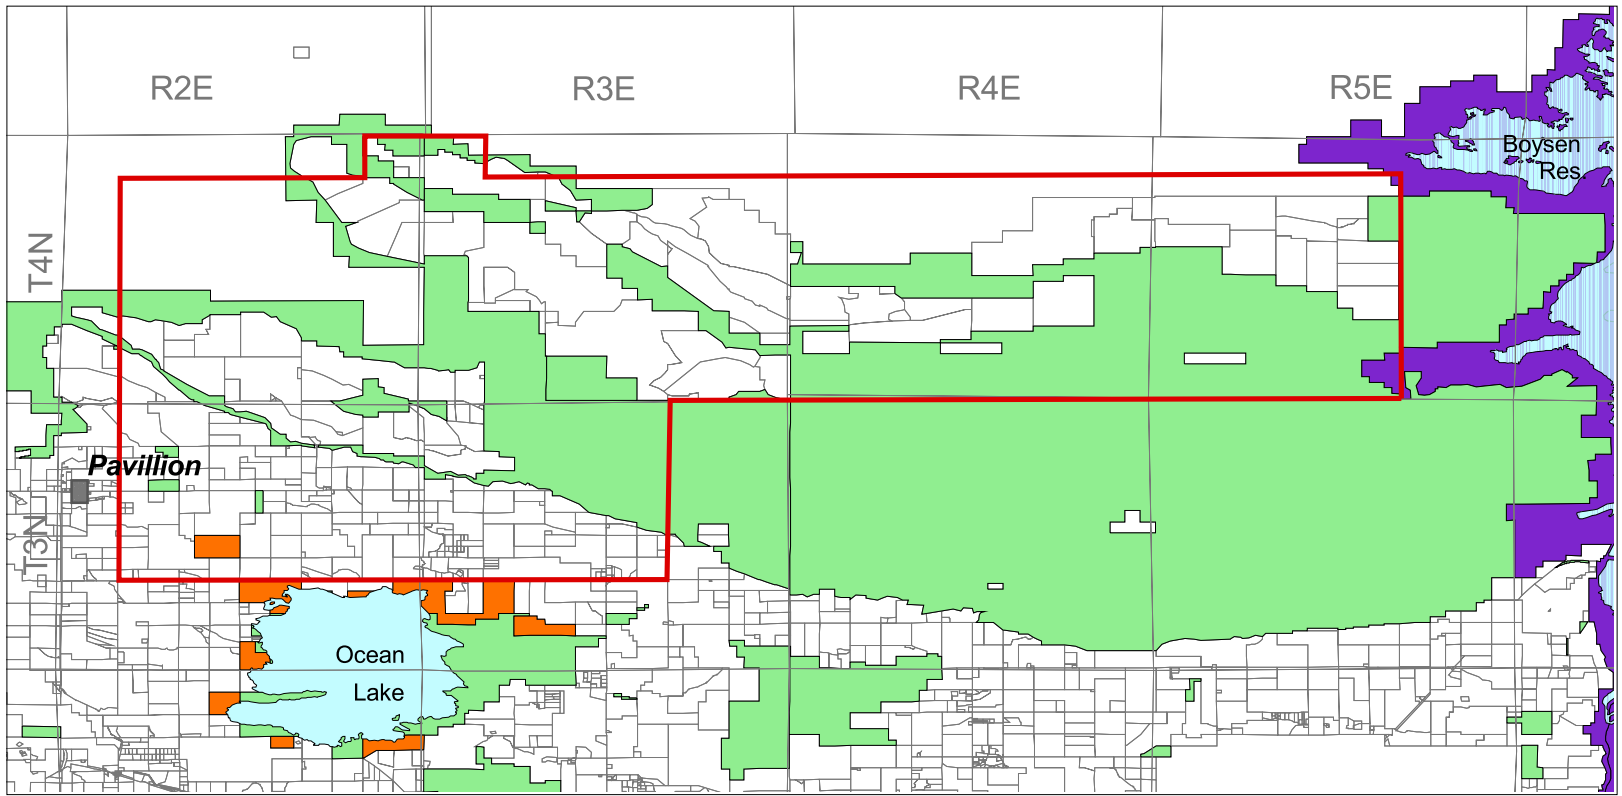 R2E
R3E
R4E
R5E
Boysen
Res.
T4N
Pavillion
T3N
Ocean
Lake